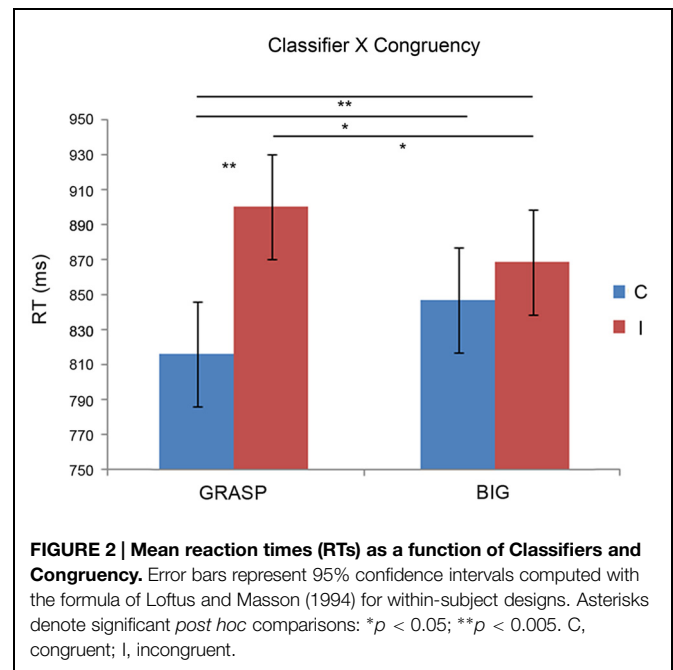 Classifier X Congruency
**
*
*
**
950
930
910
890
870
850
830
810
790
770
750
RT (ms)
GRASP
BIG
C
I
FIGURE 2 | Mean reaction times (RTs) as a function of Classifiers and
Congruency. Error bars represent 95% confidence intervals computed with
the formula of Loftus and Masson (1994) for within-subject designs. Asterisks
denote significant post hoc comparisons: *p < 0.05; **p < 0.005. C,
congruent; I, incongruent.